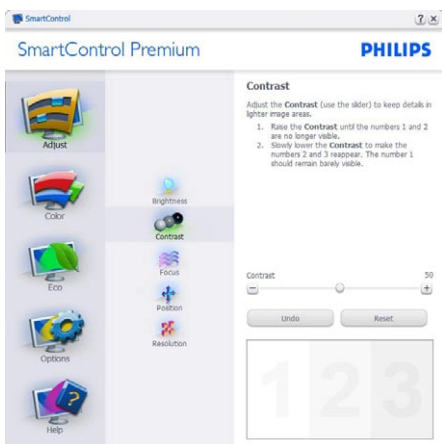 SmartControl
SmartControl Premium
PHILIPS
Adjust
Color
Eco
Options
Help
Brightness
Contrast
Focus
Position
Resolution
Contrast
Adjust the Contrast (use the slider) to keep details in
lighter image areas.
1. Raise the Contrast until the numbers 1 and 2
are no longer visible.
2. Slowly lower the Contrast to make the
numbers 2 and 3 reappear. The number 1
should remain barely visible.
Contrast 50
Undo Reset
1 2 3